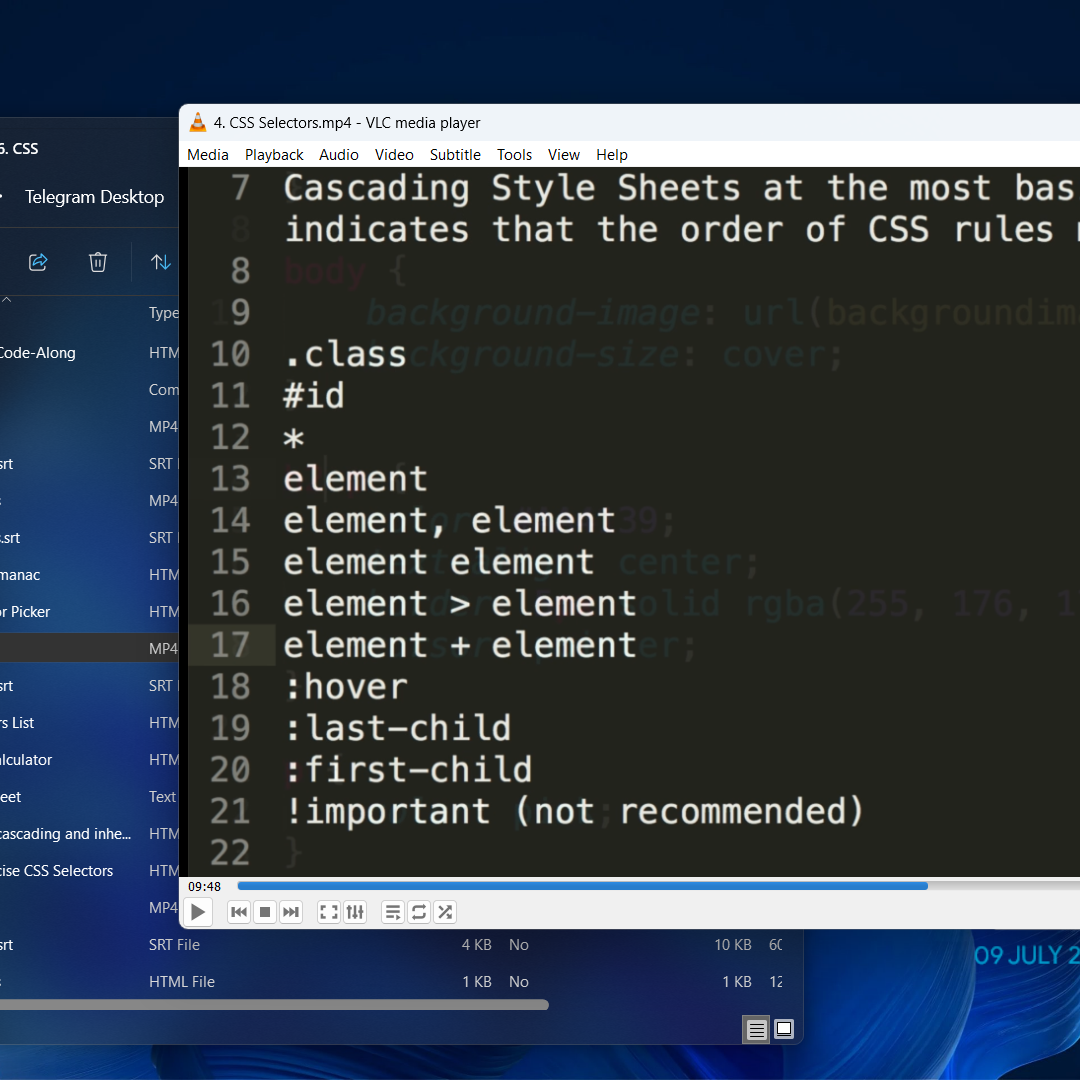 6. CSS
Telegram Desktop
Type
Code-Along
HTM
Com
MP4
srt
SRT
MP4
.srt
SRT
manac
HTM
r Picker
HTM
MP4
srt
SRT
rs List
HTM
lculator
HTM
eet
Text
cascading and inhe...
HTM
cise CSS Selectors
HTM
MP4
srt
SRT File
4 KB
No
10 KB
60
HTML File
1 KB
No
1 KB
12
4. CSS Selectors.mp4 - VLC media player
Media Playback Audio Video Subtitle Tools View Help
7 Cascading Style Sheets at the most bas
8 indicates that the order of CSS rules
8 body {
9 background-image: url(backgroundim
10 .class
background-size: cover;
11 #id
12 *
13 element
14 element, element
39;
15 element element
center;
16 element > element
solid rgba(255, 176, 1
17 element + element
18 :hover
19 :last-child
20 :first-child
21 !important (not recommended)
22 }
09:48
09 JULY 2